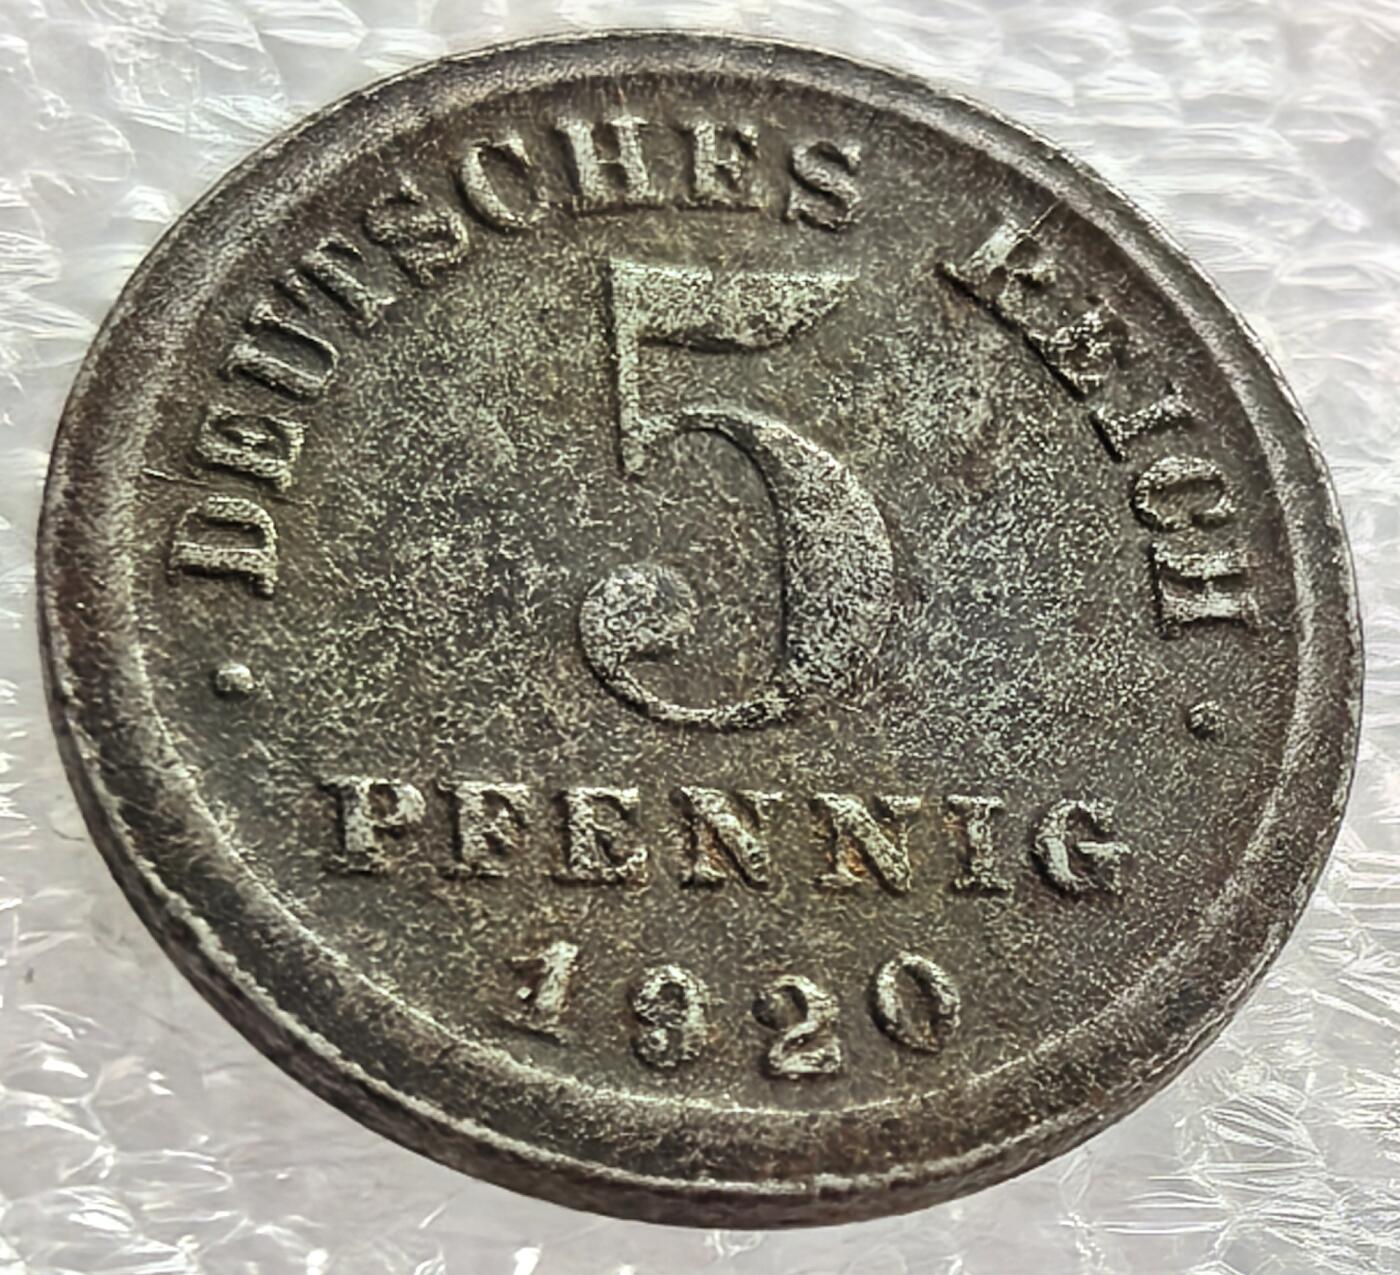 DEUTSCHES REICH
5
PFENNIG
1920